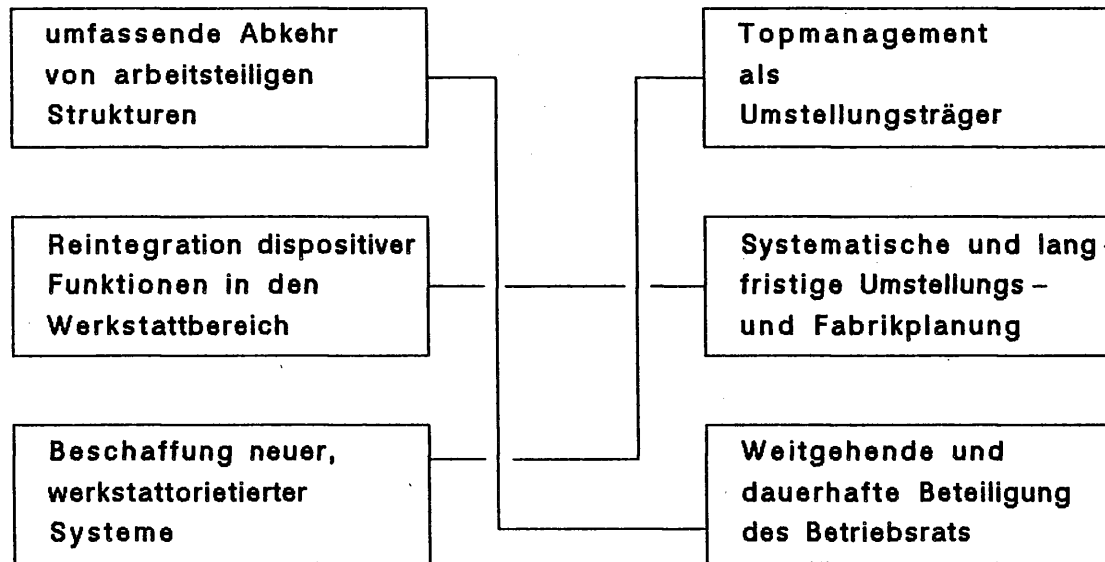 umfassende Abkehr
von arbeitsteiligen
Strukturen
Topmanagement
als
Umstellungsträger
Reintegration dispositiver
Funktionen in den
Werkstattbereich
Systematische und lang-
fristige Umstellungs-
und Fabrikplanung
Beschaffung neuer,
werkstattorietierter
Systeme
Weitgehende und
dauerhafte Beteiligung
des Betriebsrats